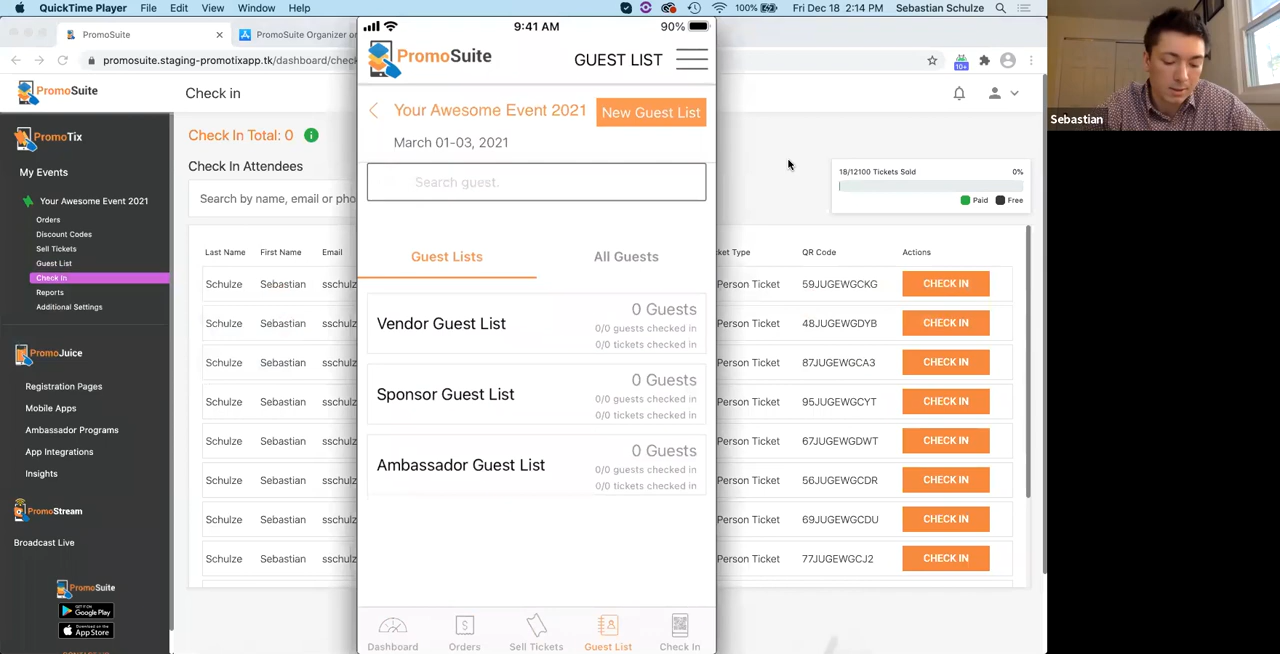 QuickTime Player File Edit View Window Help 100% Fri Dec 18 2:14 PM Sebastian Schulze
PromoSuite
PromoSuite Organizer on
promosuite.staging-promotixapp.tk/dashboard/chec
10+
PromoSuite
Check in
PromoTix
My Events
Your Awesome Event 2021
Orders
Discount Codes
Sell Tickets
Guest List
Check In
Reports
Additional Settings
PromoJuice
Registration Pages
Mobile Apps
Ambassador Programs
App Integrations
Insights
PromoStream
Broadcast Live
PromoSuite
GET IT ON
Google Play
App Store
Check In Total: 0
Check In Attendees
Search by name, email or pho
18/12100 Tickets Sold 0%
Paid Free
Last Name First Name Email ket Type QR Code Actions
Schulze Sebastian sschulz Person Ticket 59JUGEWGCKG CHECK IN
Schulze Sebastian sschulz Person Ticket 48JUGEWGDYB CHECK IN
Schulze Sebastian sschulz Person Ticket 87JUGEWGCA3 CHECK IN
Schulze Sebastian sschulz Person Ticket 95JUGEWGCYT CHECK IN
Schulze Sebastian sschulz Person Ticket 67JUGEWGDWT CHECK IN
Schulze Sebastian sschulz Person Ticket 56JUGEWGCDR CHECK IN
Schulze Sebastian sschulz Person Ticket 69JUGEWGCDU CHECK IN
Schulze Sebastian sschulz Person Ticket 77JUGEWGCJ2 CHECK IN
9:41 AM 90%
PromoSuite GUEST LIST
Your Awesome Event 2021 New Guest List
March 01-03, 2021
Search guest.
Guest Lists All Guests
Vendor Guest List
0 Guests
0/0 guests checked in
0/0 tickets checked in
Sponsor Guest List
0 Guests
0/0 guests checked in
0/0 tickets checked in
Ambassador Guest List
0 Guests
0/0 guests checked in
0/0 tickets checked in
Dashboard Orders Sell Tickets Guest List Check In
Sebastian